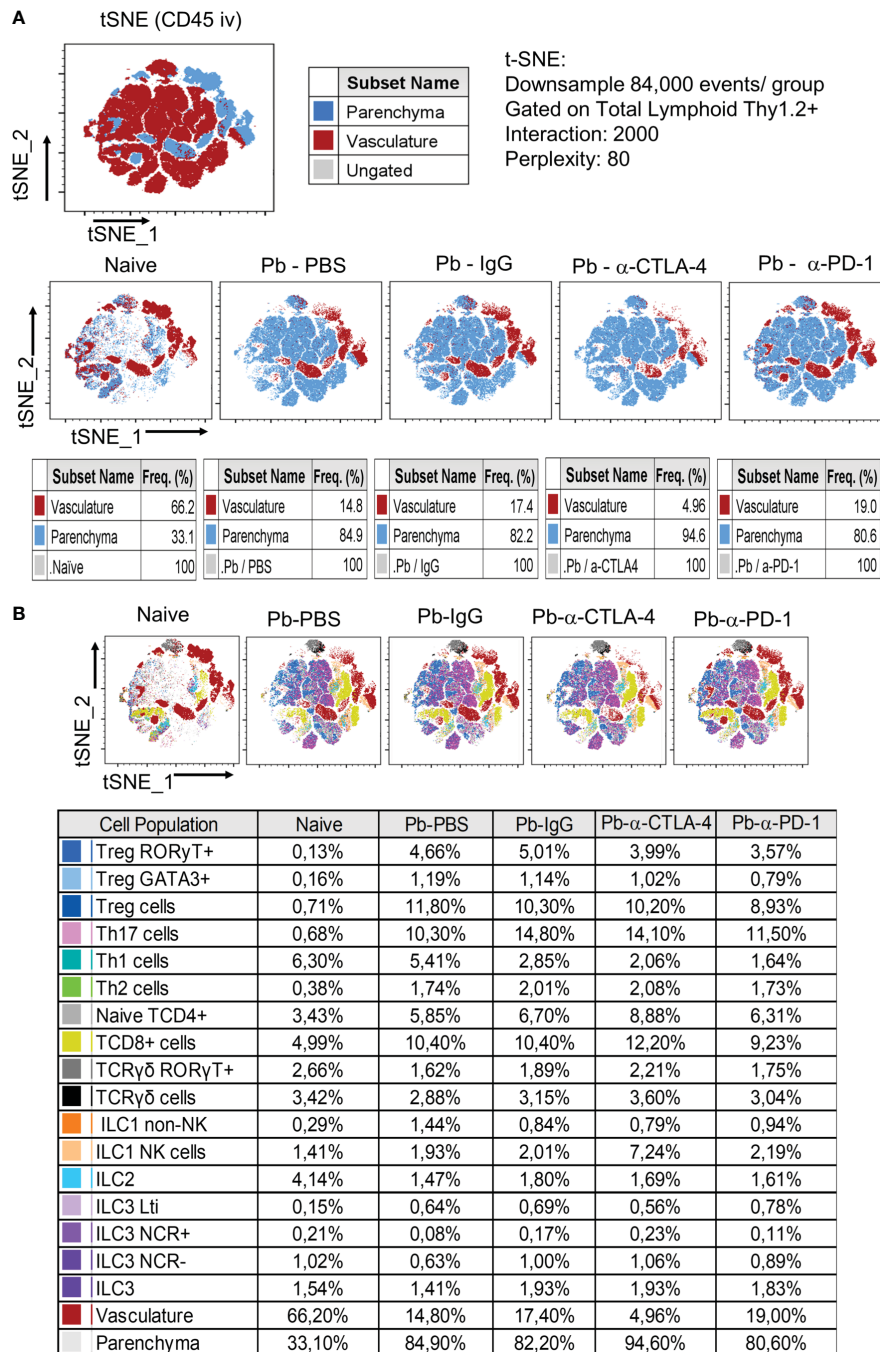 A
tSNE (CD45 iv)
tSNE_2
tSNE_1
Subset Name
Parenchyma
Vasculature
Ungated
t-SNE:
Downsample 84,000 events/ group
Gated on Total Lymphoid Thy1.2+
Interaction: 2000
Perplexity: 80
Naive Pb - PBS Pb - IgG Pb - α-CTLA-4 Pb - α-PD-1
tSNE_2
tSNE_1
Subset Name Freq. (%) Subset Name Freq. (%) Subset Name Freq. (%) Subset Name Freq. (%) Subset Name Freq. (%)
Vasculature 66.2 Vasculature 14.8 Vasculature 17.4 Vasculature 4.96 Vasculature 19.0
Parenchyma 33.1 Parenchyma 84.9 Parenchyma 82.2 Parenchyma 94.6 Parenchyma 80.6
.Naïve 100 .Pb / PBS 100 .Pb / IgG 100 .Pb / a-CTLA4 100 .Pb / a-PD-1 100
B
Naive Pb-PBS Pb-IgG Pb-α-CTLA-4 Pb-α-PD-1
tSNE_2
tSNE_1
Cell Population Naive Pb-PBS Pb-IgG Pb-α-CTLA-4 Pb-α-PD-1
Treg RORγT+ 0,13% 4,66% 5,01% 3,99% 3,57%
Treg GATA3+ 0,16% 1,19% 1,14% 1,02% 0,79%
Treg cells 0,71% 11,80% 10,30% 10,20% 8,93%
Th17 cells 0,68% 10,30% 14,80% 14,10% 11,50%
Th1 cells 6,30% 5,41% 2,85% 2,06% 1,64%
Th2 cells 0,38% 1,74% 2,01% 2,08% 1,73%
Naive TCD4+ 3,43% 5,85% 6,70% 8,88% 6,31%
TCD8+ cells 4,99% 10,40% 10,40% 12,20% 9,23%
TCRγδ RORγT+ 2,66% 1,62% 1,89% 2,21% 1,75%
TCRγδ cells 3,42% 2,88% 3,15% 3,60% 3,04%
ILC1 non-NK 0,29% 1,44% 0,84% 0,79% 0,94%
ILC1 NK cells 1,41% 1,93% 2,01% 7,24% 2,19%
ILC2 4,14% 1,47% 1,80% 1,69% 1,61%
ILC3 Lti 0,15% 0,64% 0,69% 0,56% 0,78%
ILC3 NCR+ 0,21% 0,08% 0,17% 0,23% 0,11%
ILC3 NCR- 1,02% 0,63% 1,00% 1,06% 0,89%
ILC3 1,54% 1,41% 1,93% 1,93% 1,83%
Vasculature 66,20% 14,80% 17,40% 4,96% 19,00%
Parenchyma 33,10% 84,90% 82,20% 94,60% 80,60%